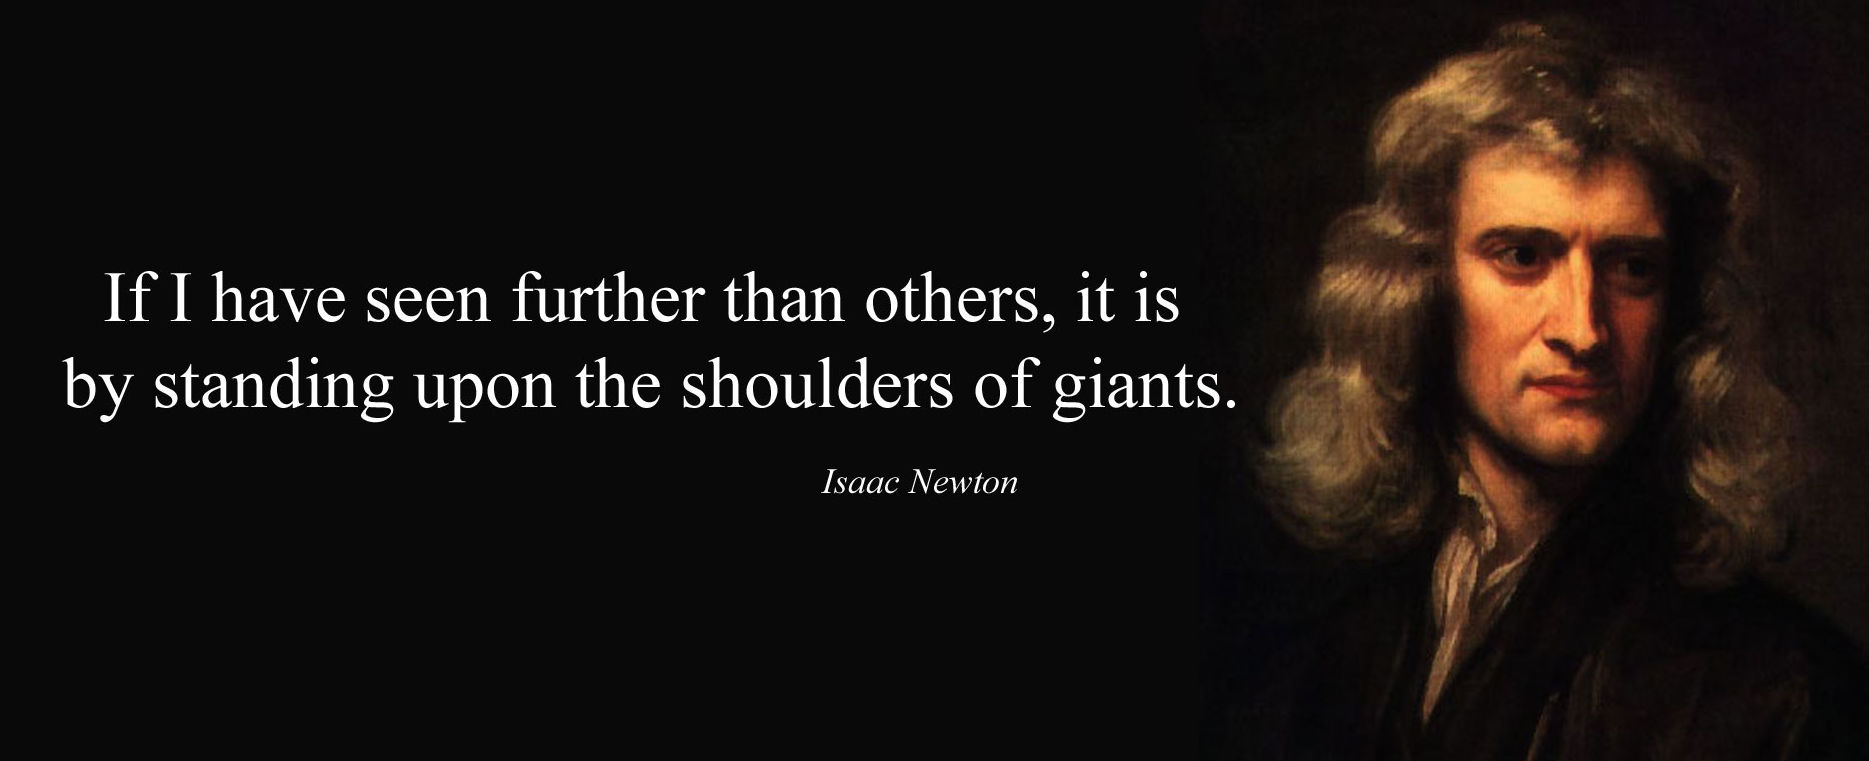 If I have seen further than others, it is
by standing upon the shoulders of giants.
Isaac Newton